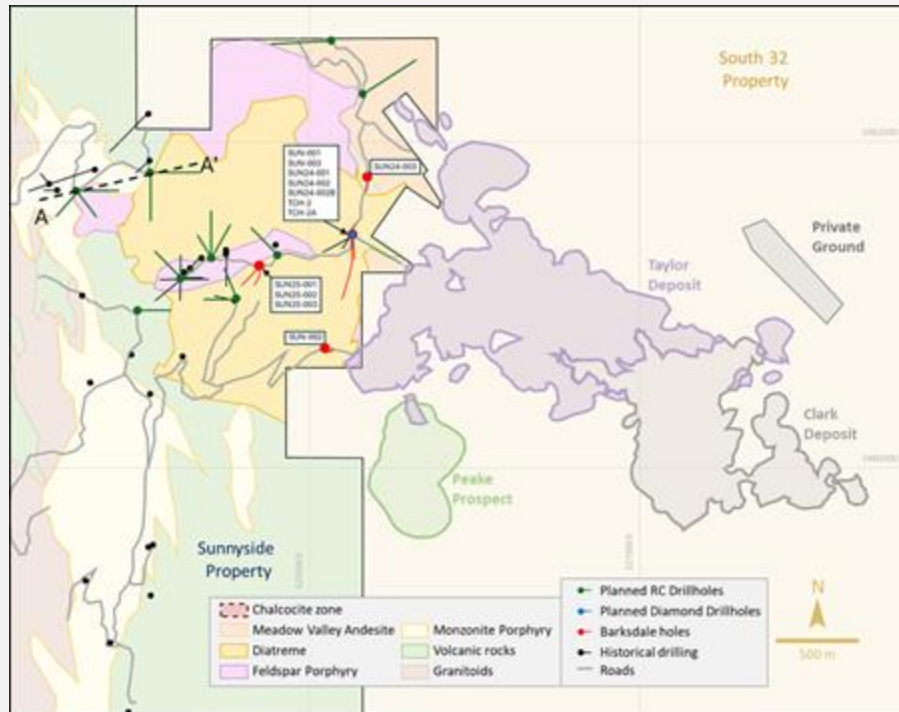 South 32
Property
SUN-001
SUN-003
SUN24-001
SUN24-002
SUN24-002B
TCH-2
TCH-2A
SUN24-003
A'
A
Private
Ground
Taylor
Deposit
SUN25-001
SUN25-002
SUN25-003
SUN-002
Clark
Deposit
Peake
Prospect
Sunnyside
Property
Chalcocite zone
Meadow Valley Andesite
Diatreme
Feldspar Porphyry
Monzonite Porphyry
Volcanic rocks
Granitoids
Planned RC Drillholes
Planned Diamond Drillholes
Barksdale holes
Historical drilling
Roads
N
500 m